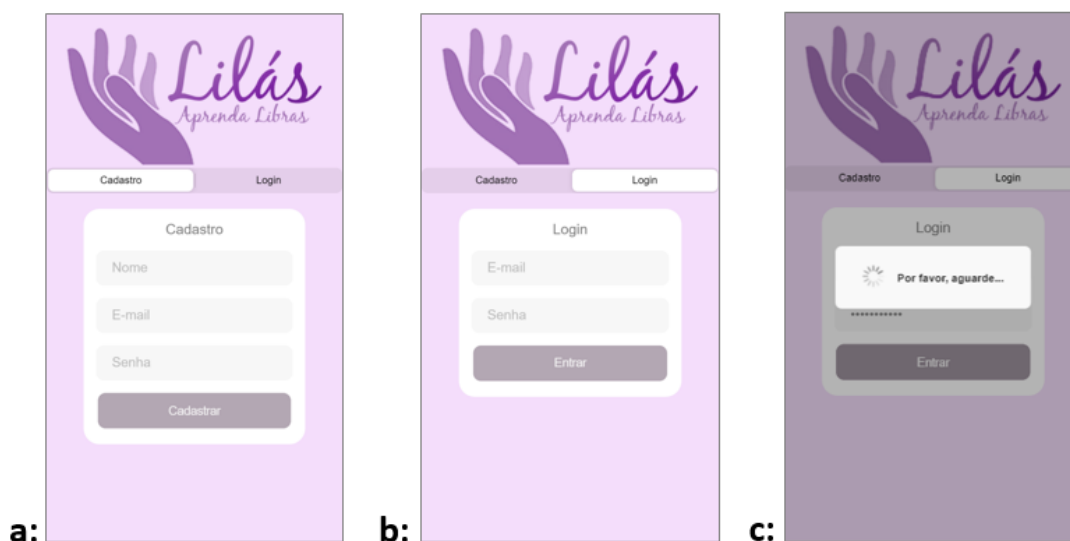 Lilás
Aprenda Libras
Cadastro Login
Cadastro
Nome
E-mail
Senha
Cadastrar
a:
Lilás
Aprenda Libras
Cadastro Login
Login
E-mail
Senha
Entrar
b:
Lilás
Aprenda Libras
Cadastro Login
Login
Por favor, aguarde...
***********
Entrar
c: